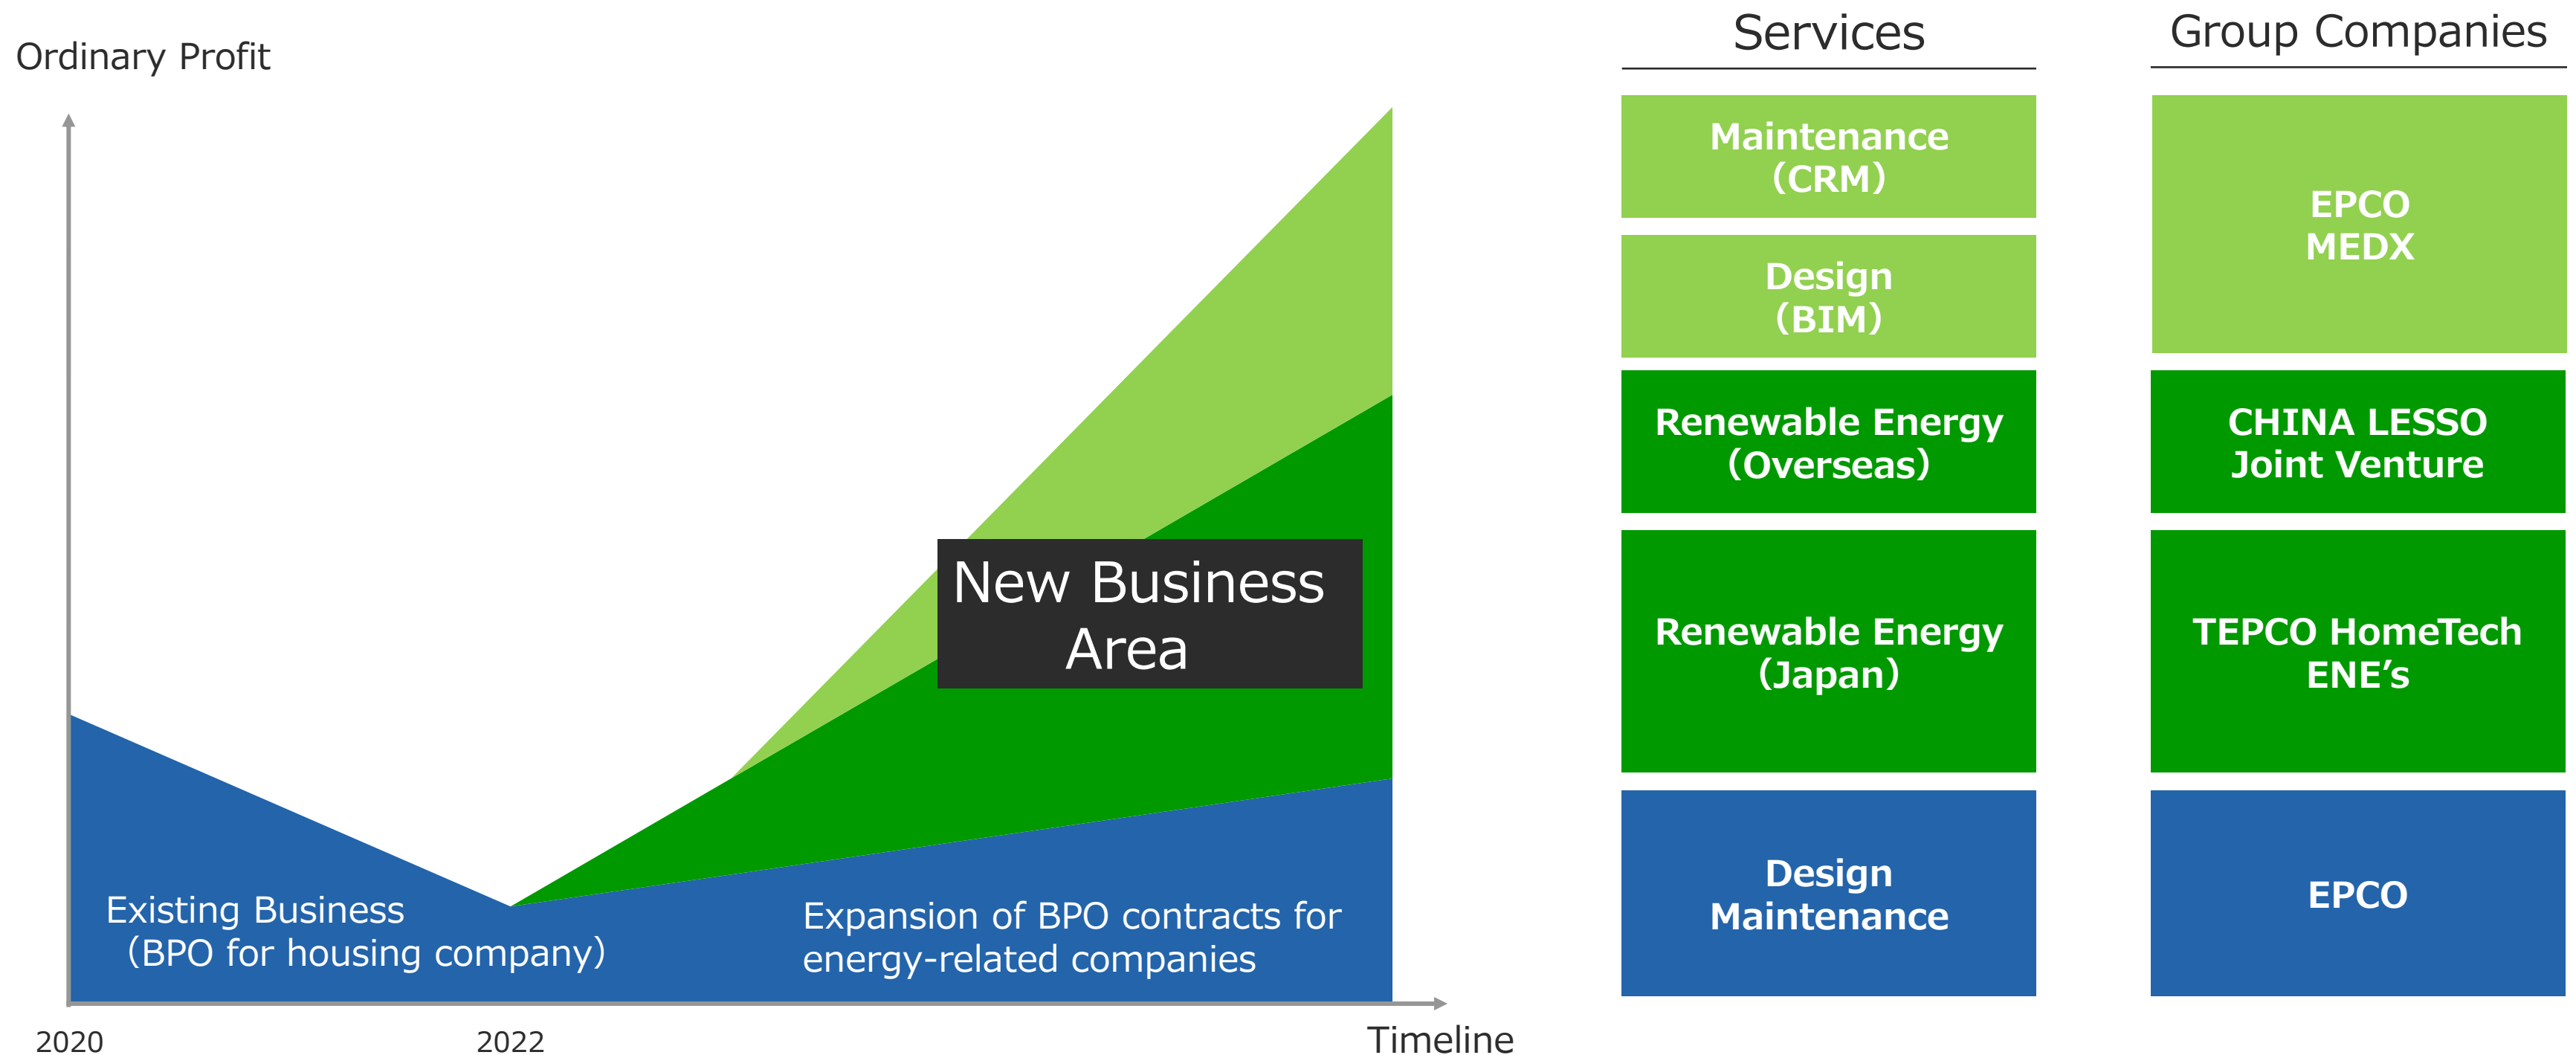 Ordinary Profit
New Business
Area
Existing Business
（BPO for housing company）
Expansion of BPO contracts for
energy-related companies
2020
2022
Timeline
Services
Maintenance
（CRM）
Design
（BIM）
Renewable Energy
（Overseas）
Renewable Energy
（Japan）
Design
Maintenance
Group Companies
EPCO
MEDX
CHINA LESSO
Joint Venture
TEPCO HomeTech
ENE’s
EPCO